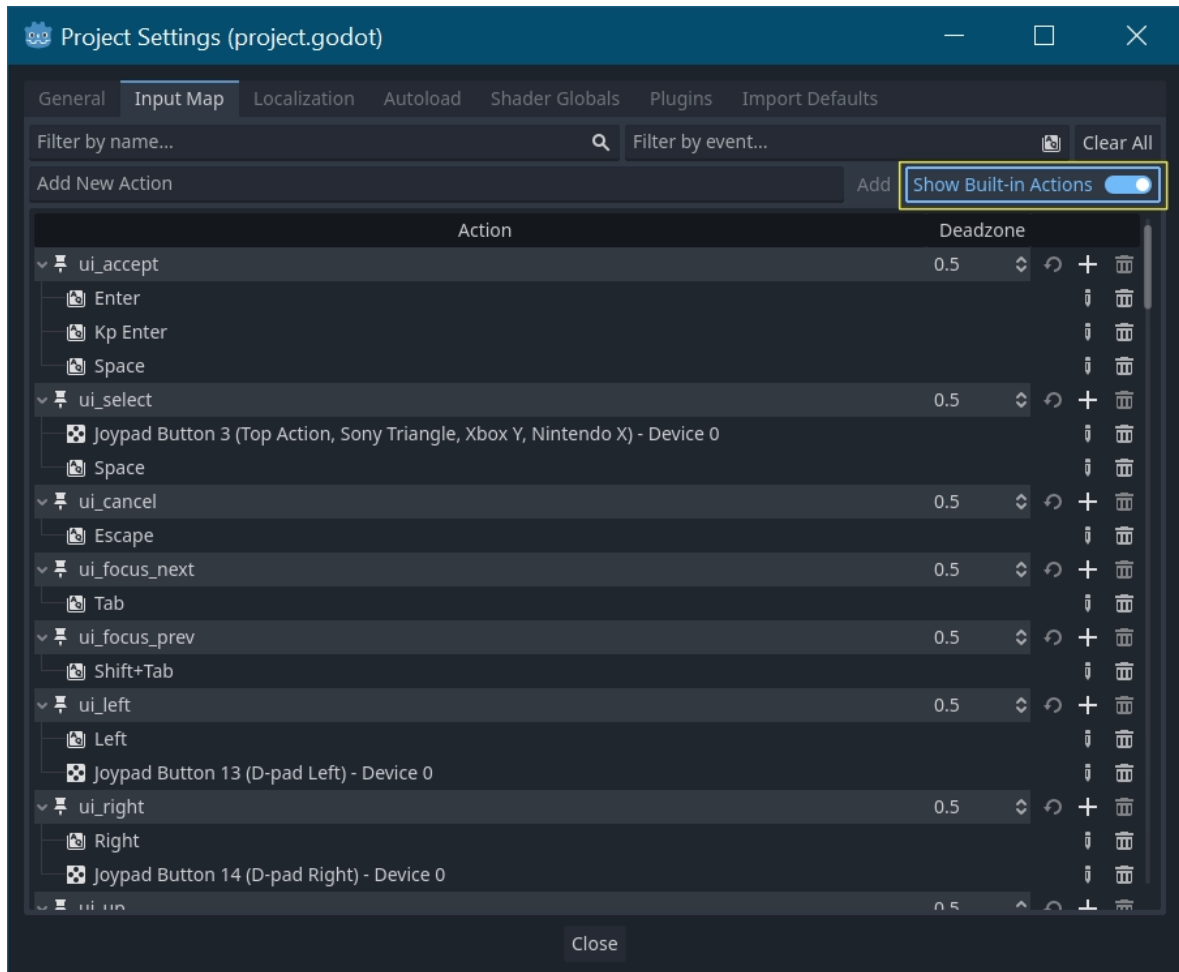 Project Settings (project.godot)
General Input Map Localization Autoload Shader Globals Plugins Import Defaults
Filter by name... Filter by event... Clear All
Add New Action Add Show Built-in Actions
Action Deadzone
ui_accept 0.5
Enter
Kp Enter
Space
ui_select 0.5
Joypad Button 3 (Top Action, Sony Triangle, Xbox Y, Nintendo X) - Device 0
Space
ui_cancel 0.5
Escape
ui_focus_next 0.5
Tab
ui_focus_prev 0.5
Shift+Tab
ui_left 0.5
Left
Joypad Button 13 (D-pad Left) - Device 0
ui_right 0.5
Right
Joypad Button 14 (D-pad Right) - Device 0
ui_up 0.5
Close